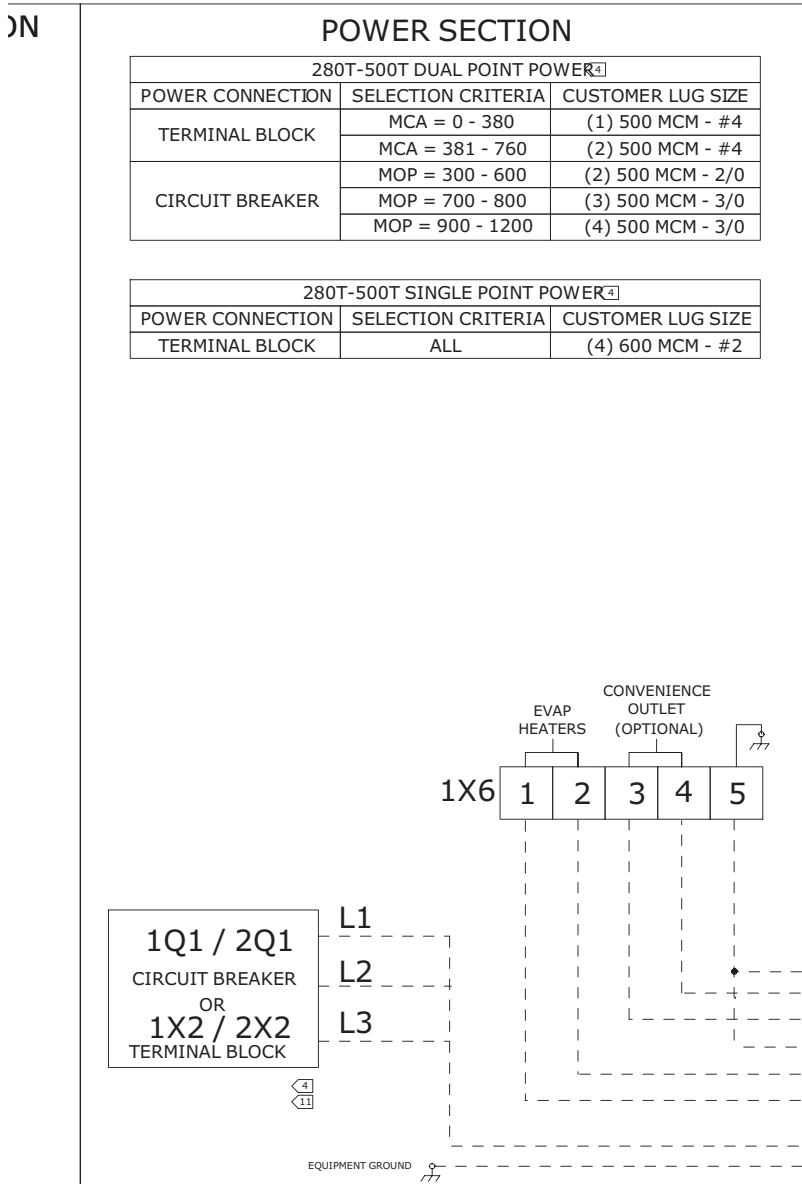 ON
POWER SECTION
280T-500T DUAL POINT POWER 4
POWER CONNECTION SELECTION CRITERIA CUSTOMER LUG SIZE
TERMINAL BLOCK MCA = 0 - 380 (1) 500 MCM - #4
MCA = 381 - 760 (2) 500 MCM - #4
CIRCUIT BREAKER MOP = 300 - 600 (2) 500 MCM - 2/0
MOP = 700 - 800 (3) 500 MCM - 3/0
MOP = 900 - 1200 (4) 500 MCM - 3/0
280T-500T SINGLE POINT POWER 4
POWER CONNECTION SELECTION CRITERIA CUSTOMER LUG SIZE
TERMINAL BLOCK ALL (4) 600 MCM - #2
EVAP
HEATERS
CONVENIENCE
OUTLET
(OPTIONAL)
1X6 1 2 3 4 5
1Q1 / 2Q1
CIRCUIT BREAKER
OR
1X2 / 2X2
TERMINAL BLOCK
L1
L2
L3
4
11
EQUIPMENT GROUND